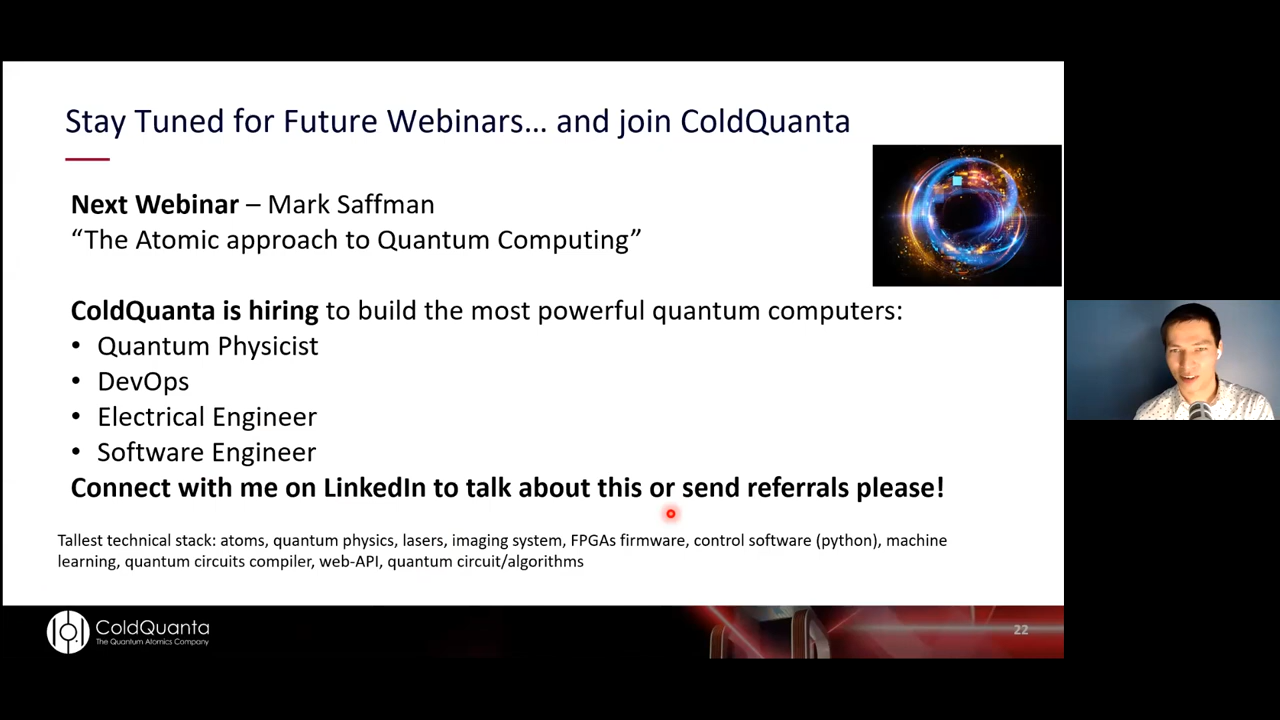 Stay Tuned for Future Webinars… and join ColdQuanta
Next Webinar – Mark Saffman
“The Atomic approach to Quantum Computing”
ColdQuanta is hiring to build the most powerful quantum computers:
• Quantum Physicist
• DevOps
• Electrical Engineer
• Software Engineer
Connect with me on LinkedIn to talk about this or send referrals please!
Tallest technical stack: atoms, quantum physics, lasers, imaging system, FPGAs firmware, control software (python), machine
learning, quantum circuits compiler, web-API, quantum circuit/algorithms
ColdQuanta
The Quantum Atomics Company
22